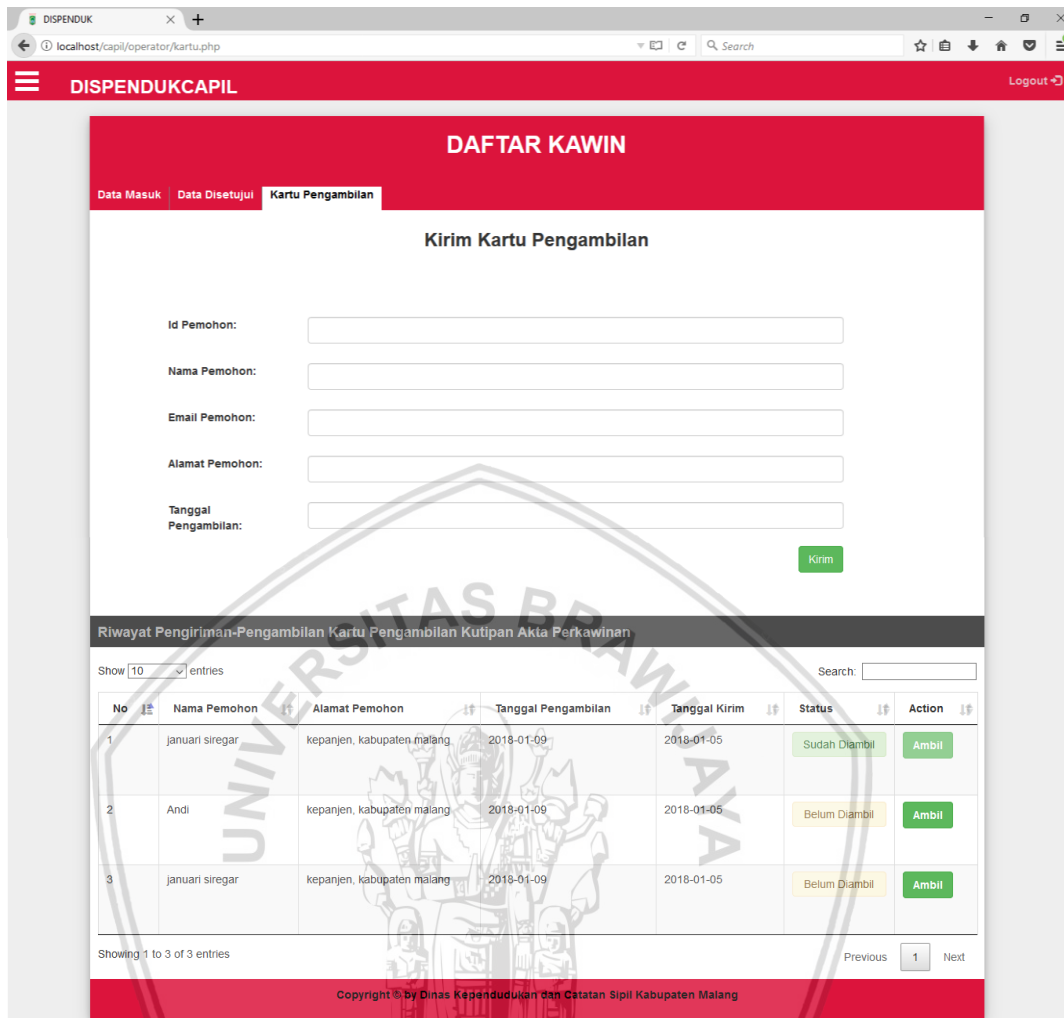 DISPENDUK
localhost/capil/operator/kartu.php
Search
DISPENDUKCAPIL
Logout
DAFTAR KAWIN
Data Masuk Data Disetujui Kartu Pengambilan
Kirim Kartu Pengambilan
Id Pemohon:
Nama Pemohon:
Email Pemohon:
Alamat Pemohon:
Tanggal
Pengambilan:
Kirim
UNIVERSITAS BRAWIJAYA
Riwayat Pengiriman-Pengambilan Kartu Pengambilan Kutipan Akta Perkawinan
Show 10 entries Search:
No Nama Pemohon Alamat Pemohon Tanggal Pengambilan Tanggal Kirim Status Action
1 januari siregar kepanjen, kabupaten malang 2018-01-09 2018-01-05 Sudah Diambil Ambil
2 Andi kepanjen, kabupaten malang 2018-01-09 2018-01-05 Belum Diambil Ambil
3 januari siregar kepanjen, kabupaten malang 2018-01-09 2018-01-05 Belum Diambil Ambil
Showing 1 to 3 of 3 entries Previous 1 Next
Copyright © by Dinas Kependudukan dan Catatan Sipil Kabupaten Malang